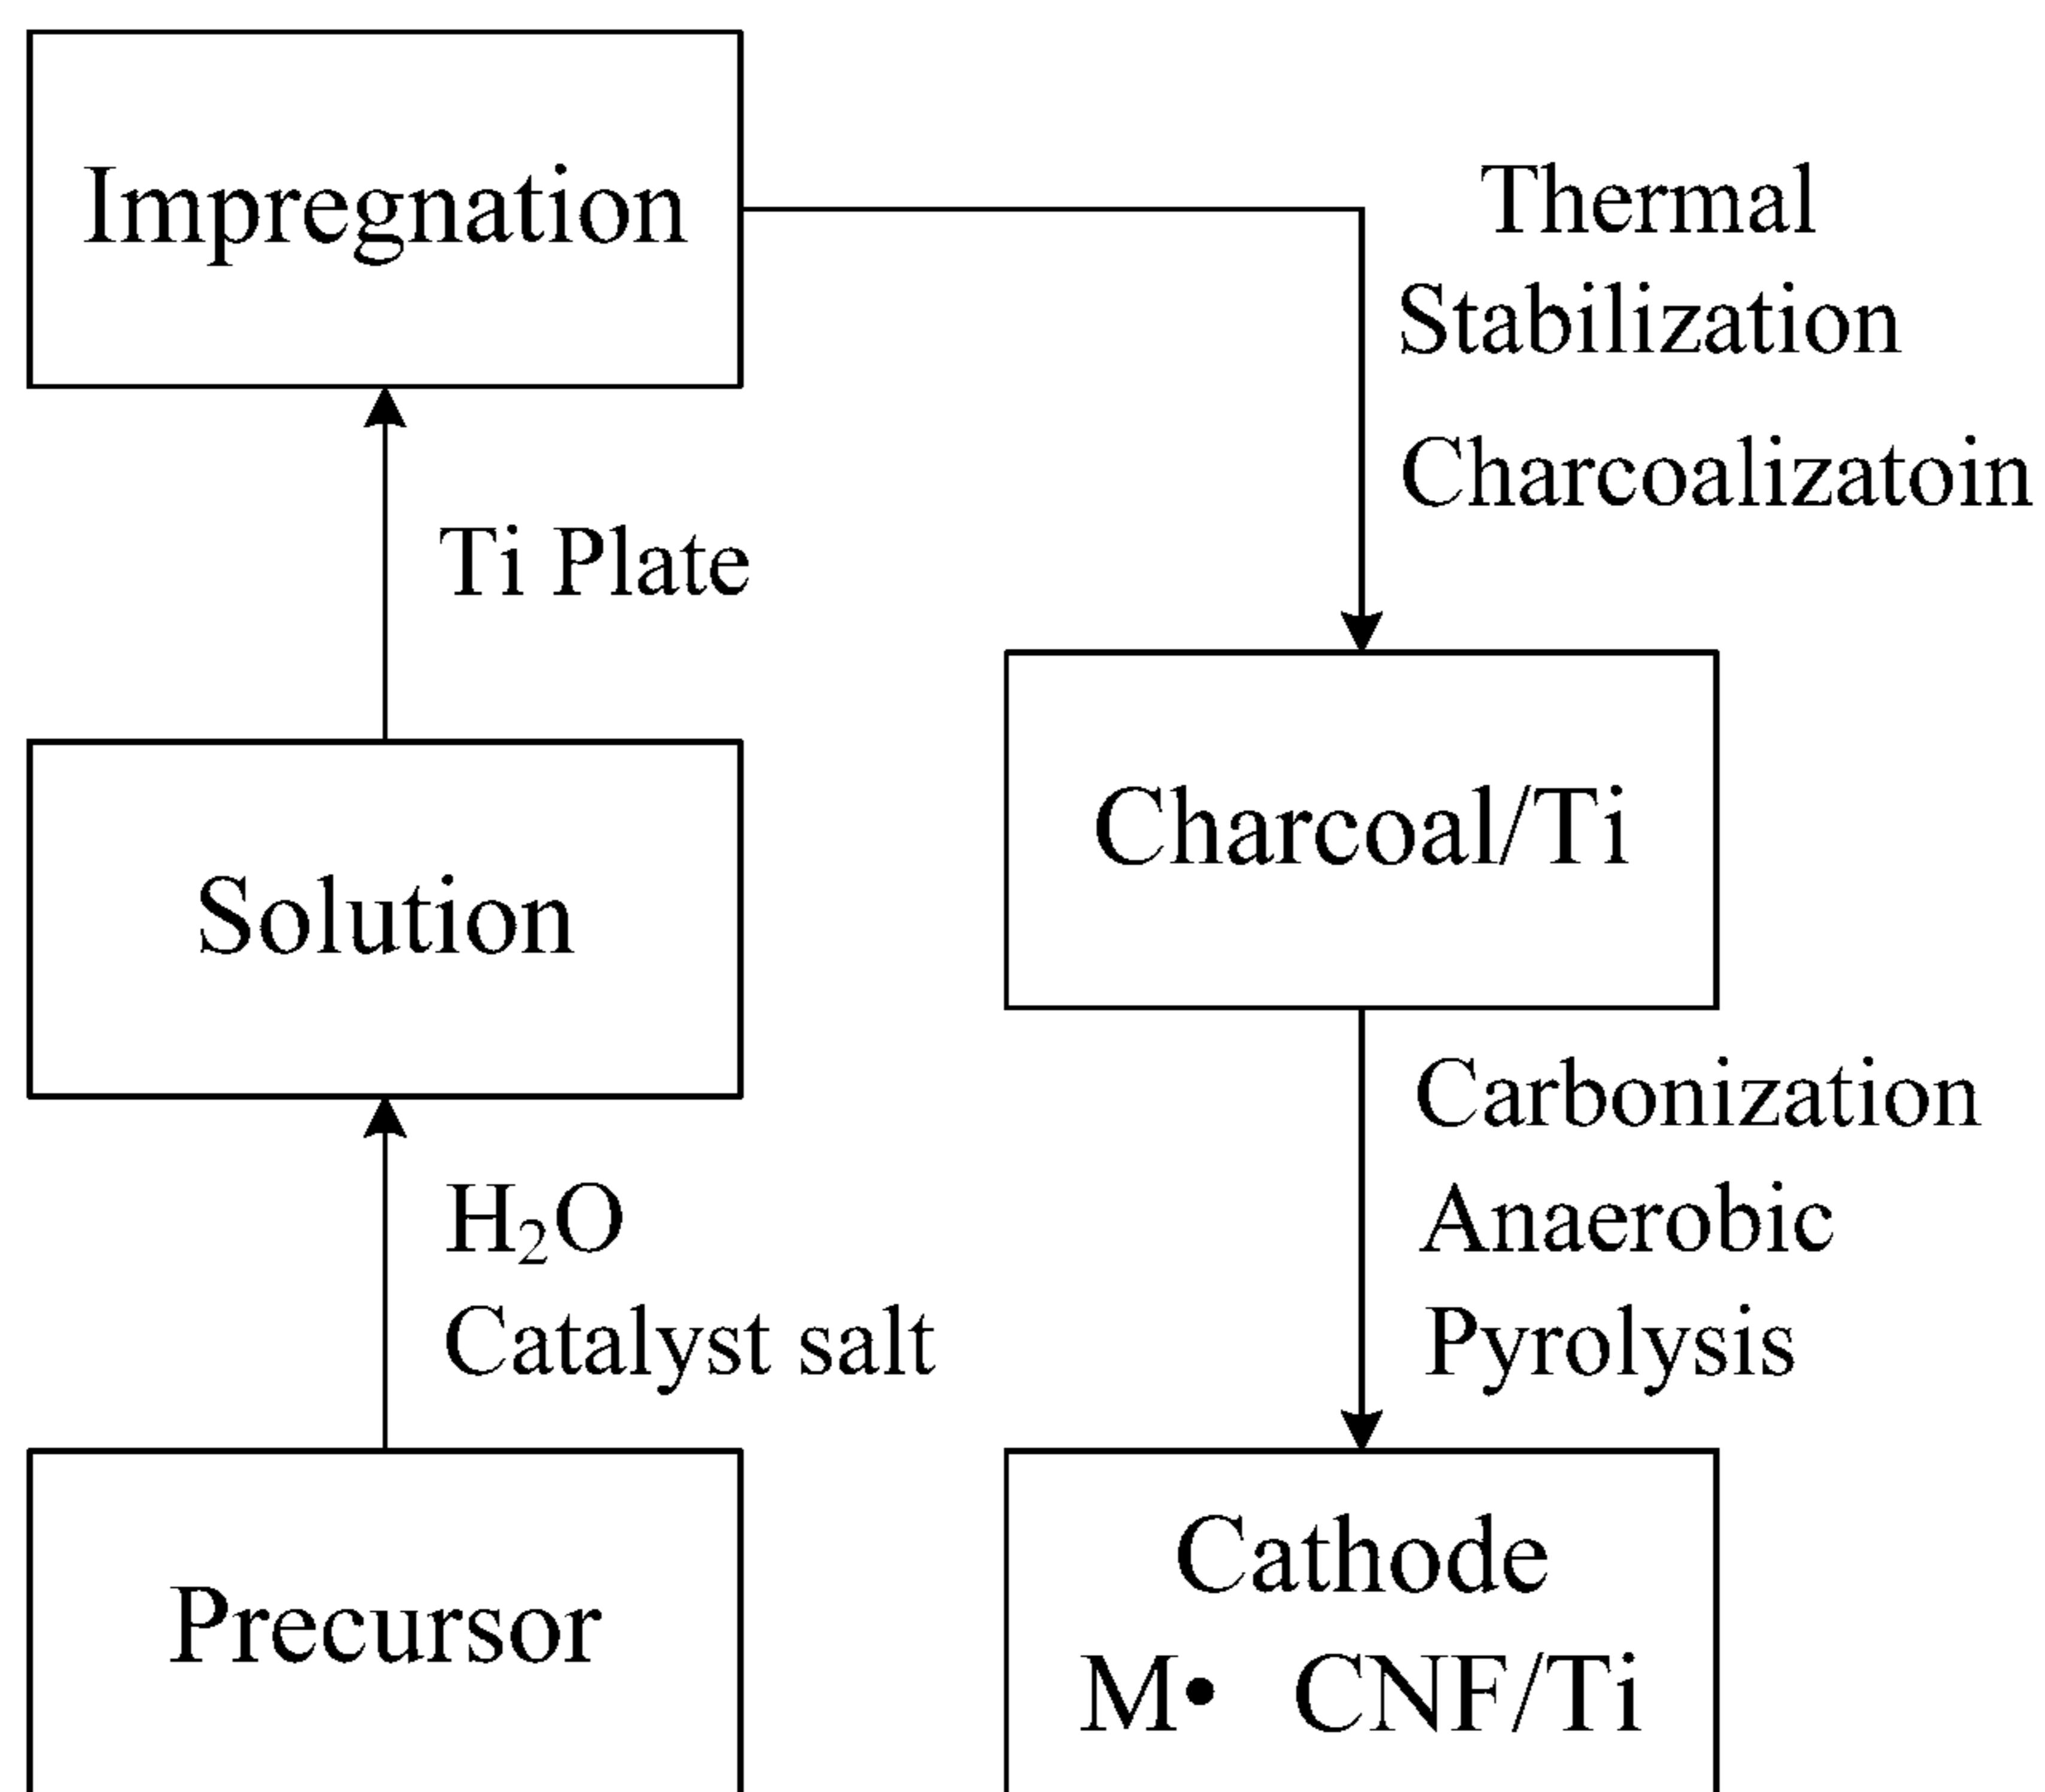 Impregnation
Thermal
Stabilization
Charcoalizatoin
Ti Plate
Charcoal/Ti
Solution
Carbonization
Anaerobic
Pyrolysis
H₂O
Catalyst salt
Cathode
M• CNF/Ti
Precursor